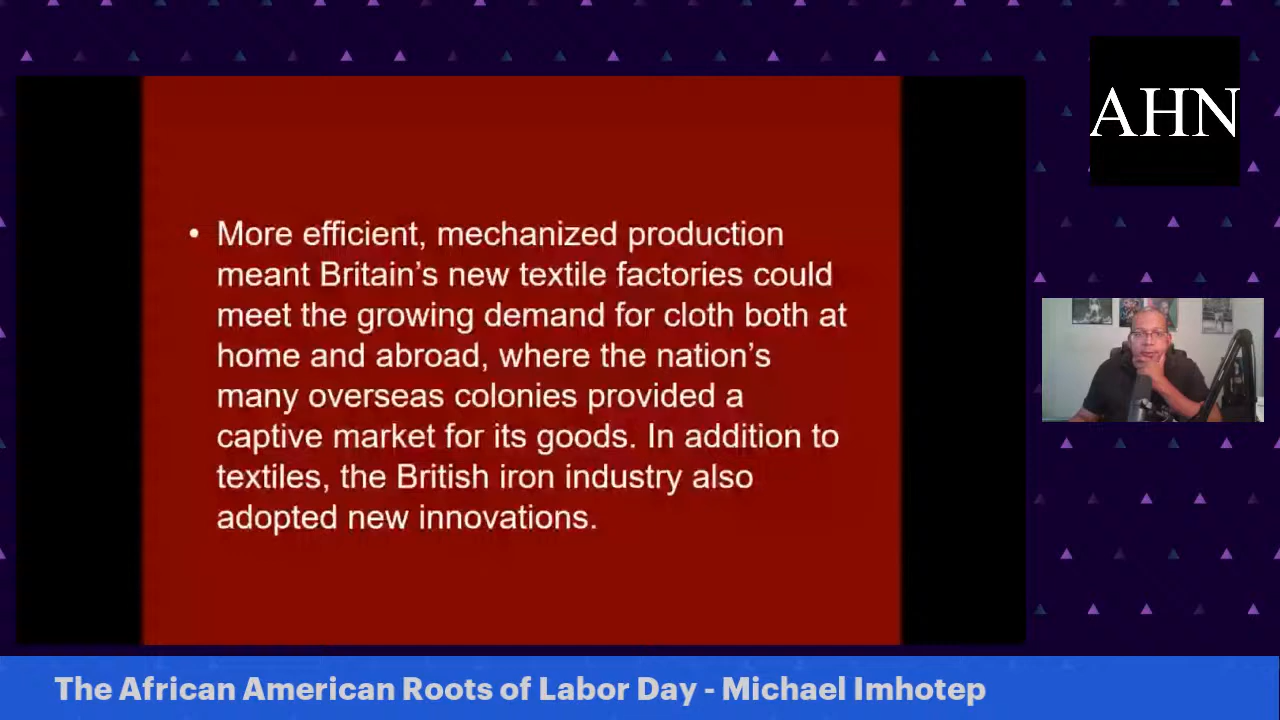 AHN
• More efficient, mechanized production
meant Britain’s new textile factories could
meet the growing demand for cloth both at
home and abroad, where the nation’s
many overseas colonies provided a
captive market for its goods. In addition to
textiles, the British iron industry also
adopted new innovations.
The African American Roots of Labor Day - Michael Imhotep